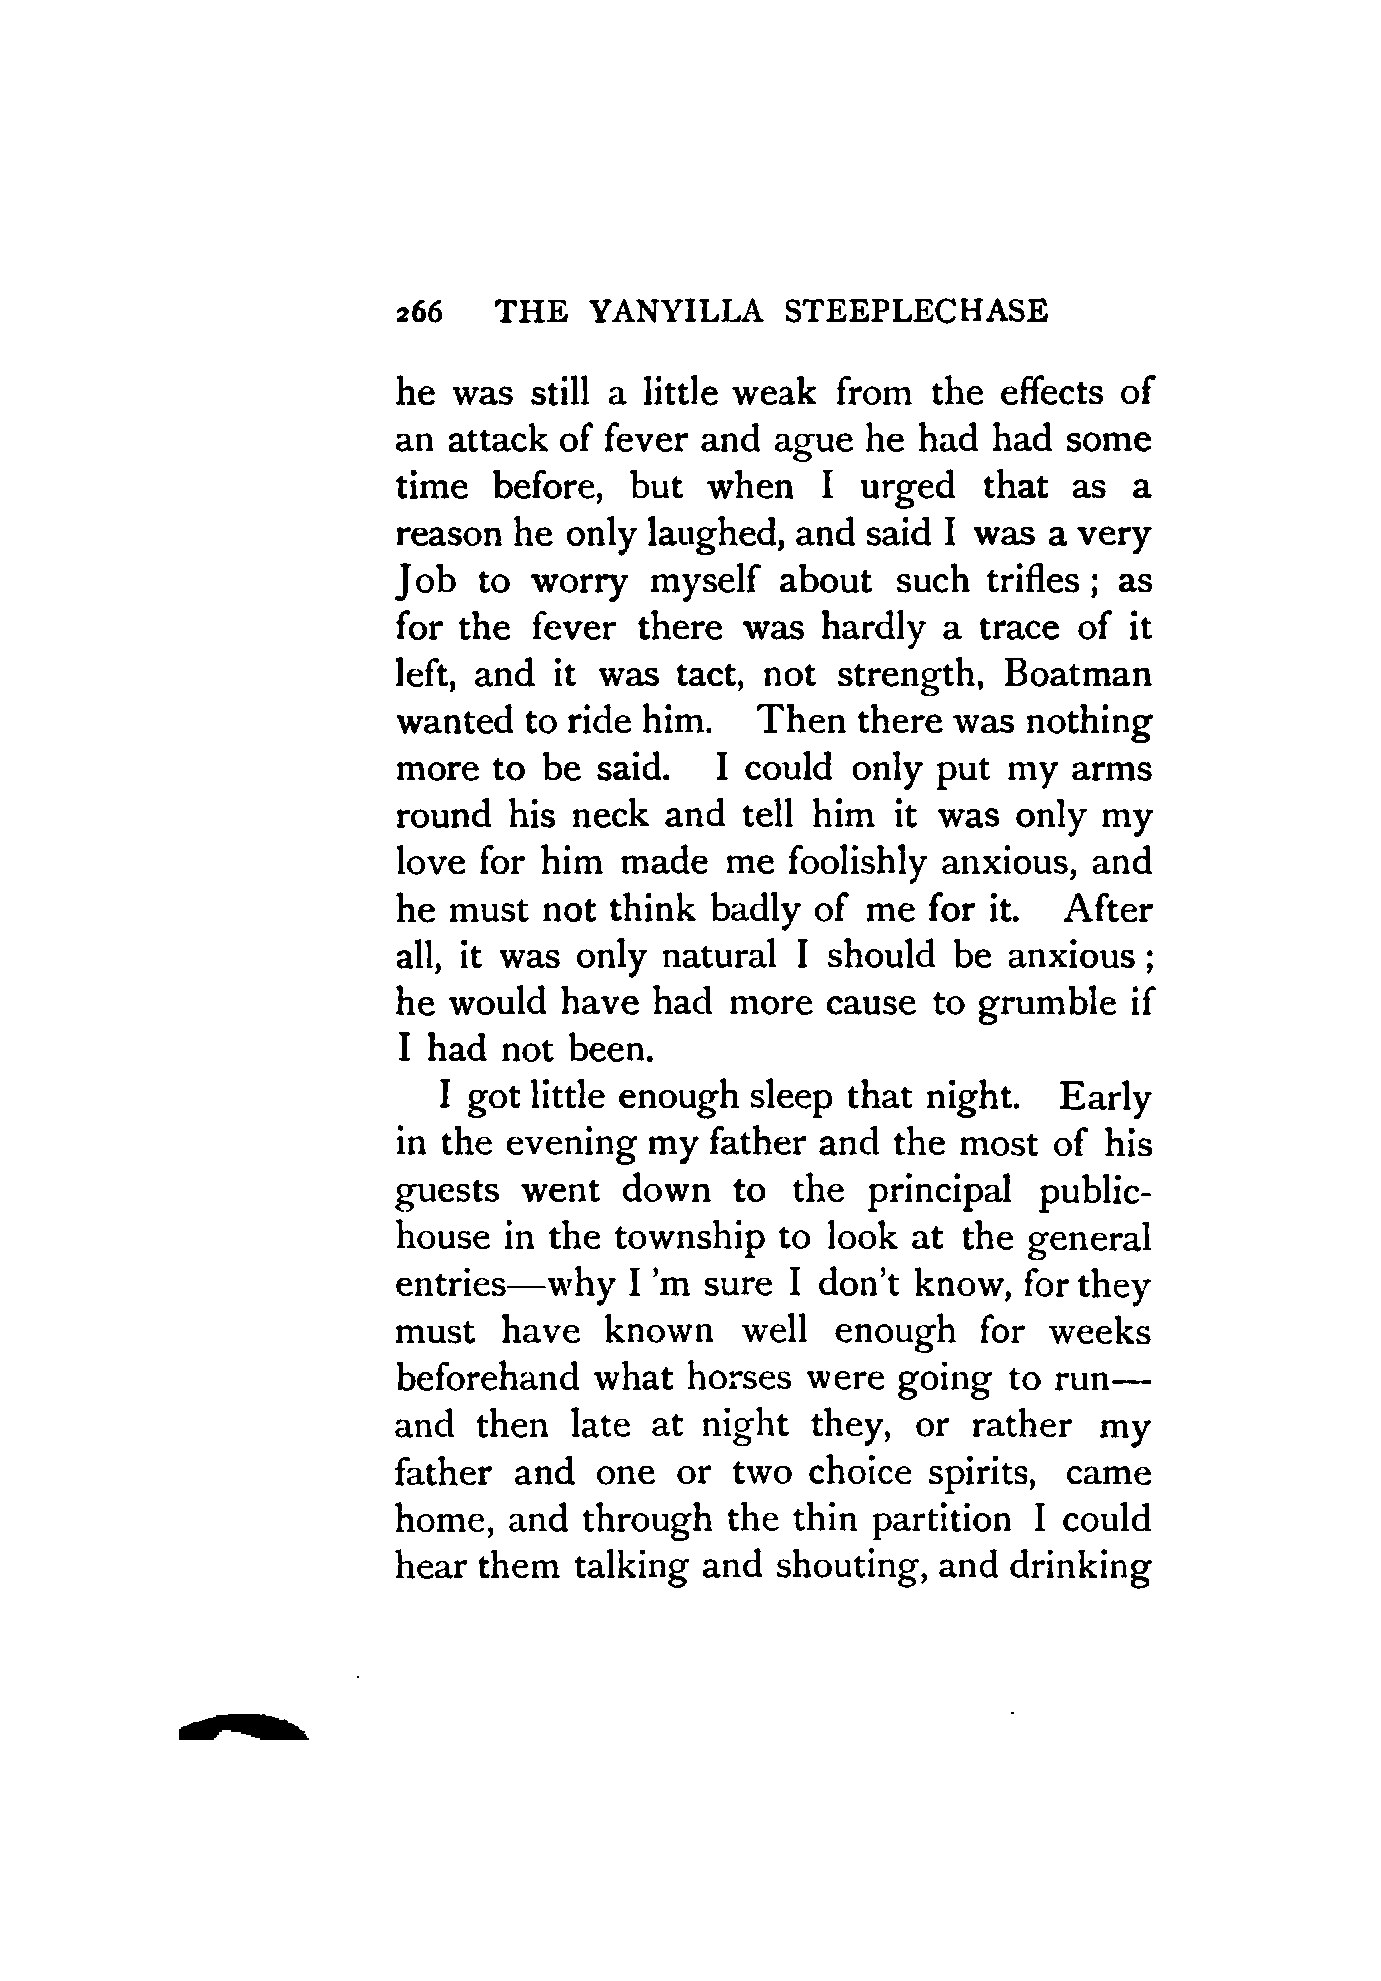 266 THE YANYILLA STEEPLECHASE
he was still a little weak from the effects of
an attack of fever and ague he had had some
time before, but when I urged that as a
reason he only laughed, and said I was a very
Job to worry myself about such trifles ; as
for the fever there was hardly a trace of it
left, and it was tact, not strength, Boatman
wanted to ride him. Then there was nothing
more to be said. I could only put my arms
round his neck and tell him it was only my
love for him made me foolishly anxious, and
he must not think badly of me for it. After
all, it was only natural I should be anxious ;
he would have had more cause to grumble if
I had not been.
I got little enough sleep that night. Early
in the evening my father and the most of his
guests went down to the principal public-
house in the township to look at the general
entries—why I 'm sure I don't know, for they
must have known well enough for weeks
beforehand what horses were going to run—
and then late at night they, or rather my
father and one or two choice spirits, came
home, and through the thin partition I could
hear them talking and shouting, and drinking